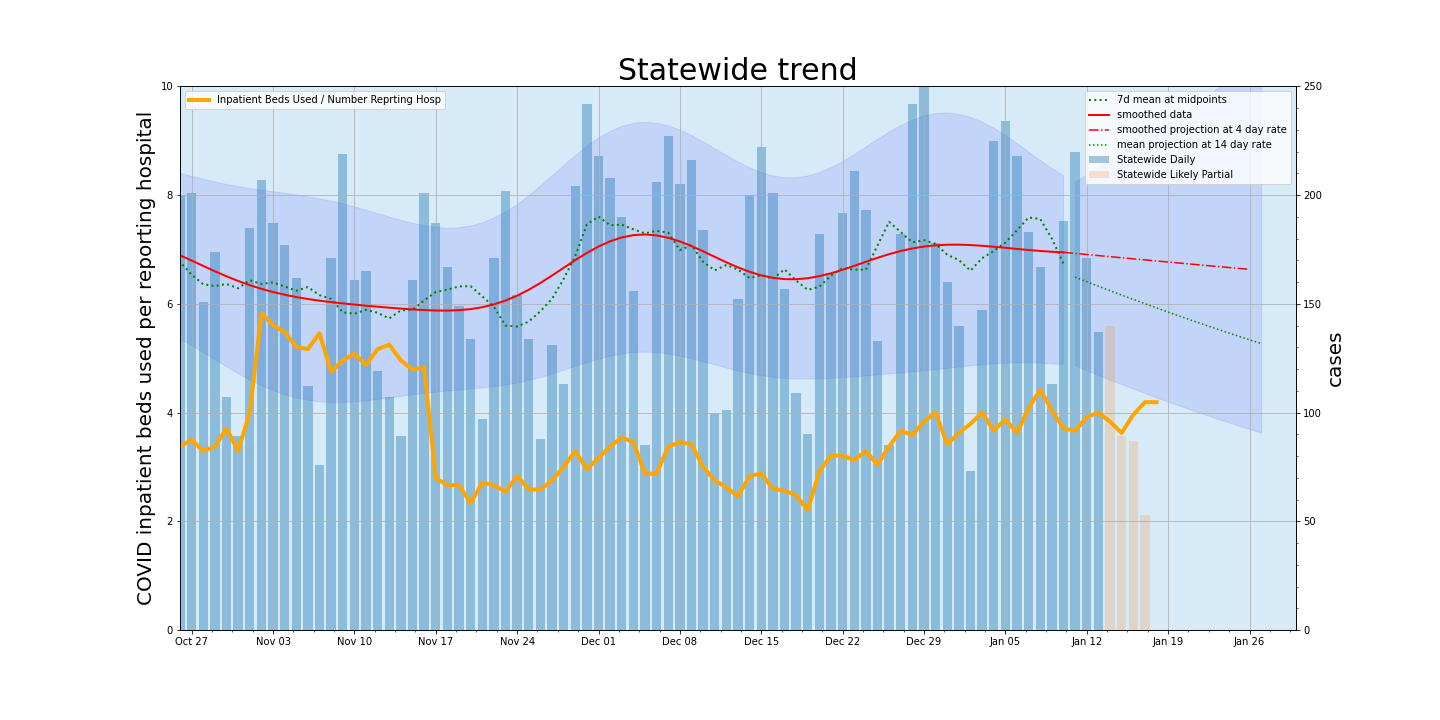 Statewide trend
COVID inpatient beds used per reporting hospital
10
8
6
4
2
0
Inpatient Beds Used / Number Reprting Hosp
7d mean at midpoints
smoothed data
smoothed projection at 4 day rate
mean projection at 14 day rate
Statewide Daily
Statewide Likely Partial
250
200
150
100
50
0
cases
Oct 27 Nov 03 Nov 10 Nov 17 Nov 24 Dec 01 Dec 08 Dec 15 Dec 22 Dec 29 Jan 05 Jan 12 Jan 19 Jan 26